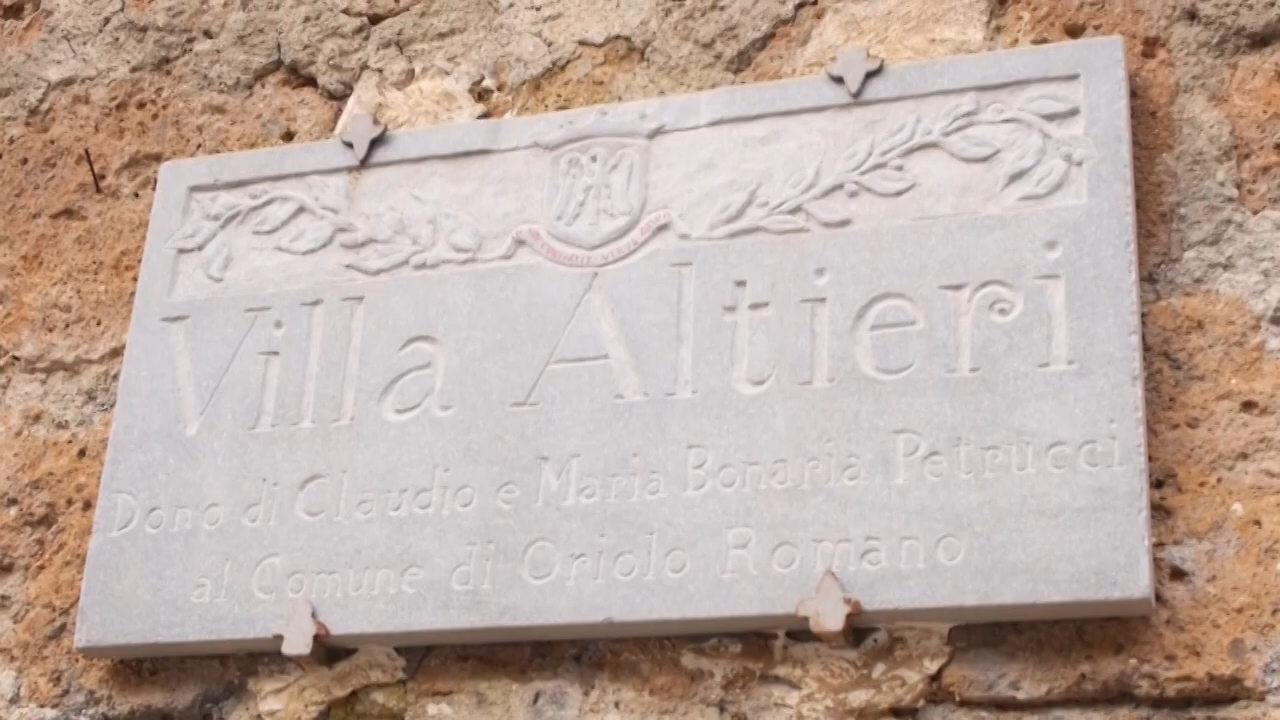 Villa Altieri
Dono di Claudio e Maria Bonaria Petrucci
al Comune di Oriolo Romano